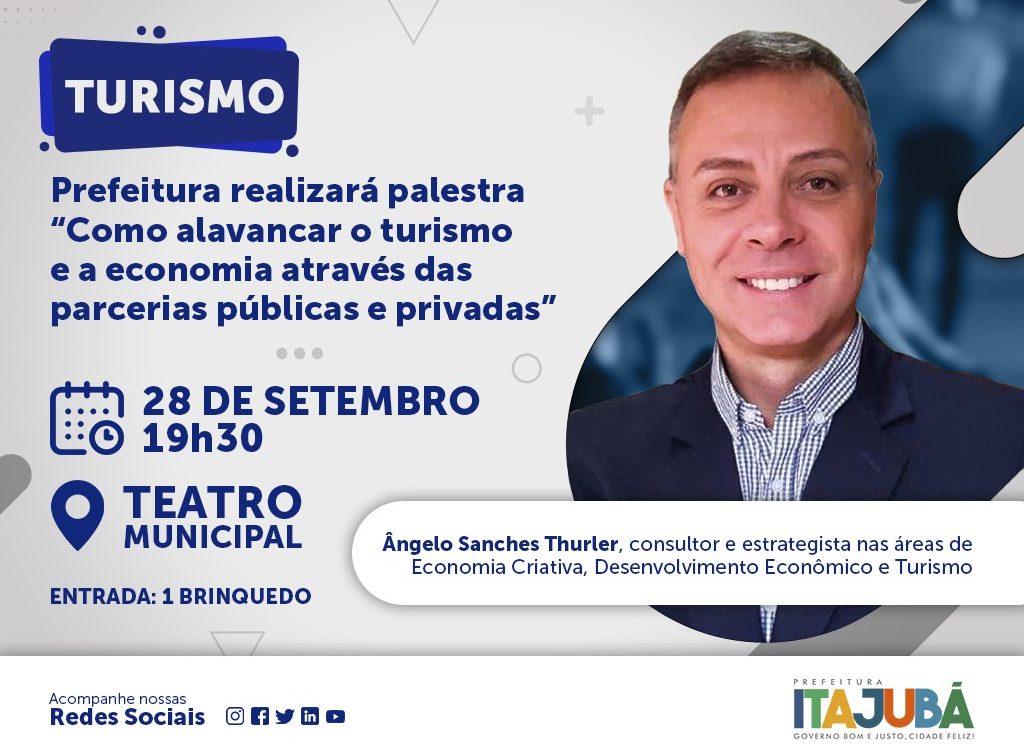 TURISMO
Prefeitura realizará palestra
“Como alavancar o turismo
e a economia através das
parcerias públicas e privadas”
28 DE SETEMBRO
19h30
TEATRO
MUNICIPAL
Ângelo Sanches Thurler, consultor e estrategista nas áreas de
Economia Criativa, Desenvolvimento Econômico e Turismo
ENTRADA: 1 BRINQUEDO
Acompanhe nossas
Redes Sociais
PREFEITURA
ITAJUBÁ
GOVERNO BOM E JUSTO, CIDADE FELIZ!